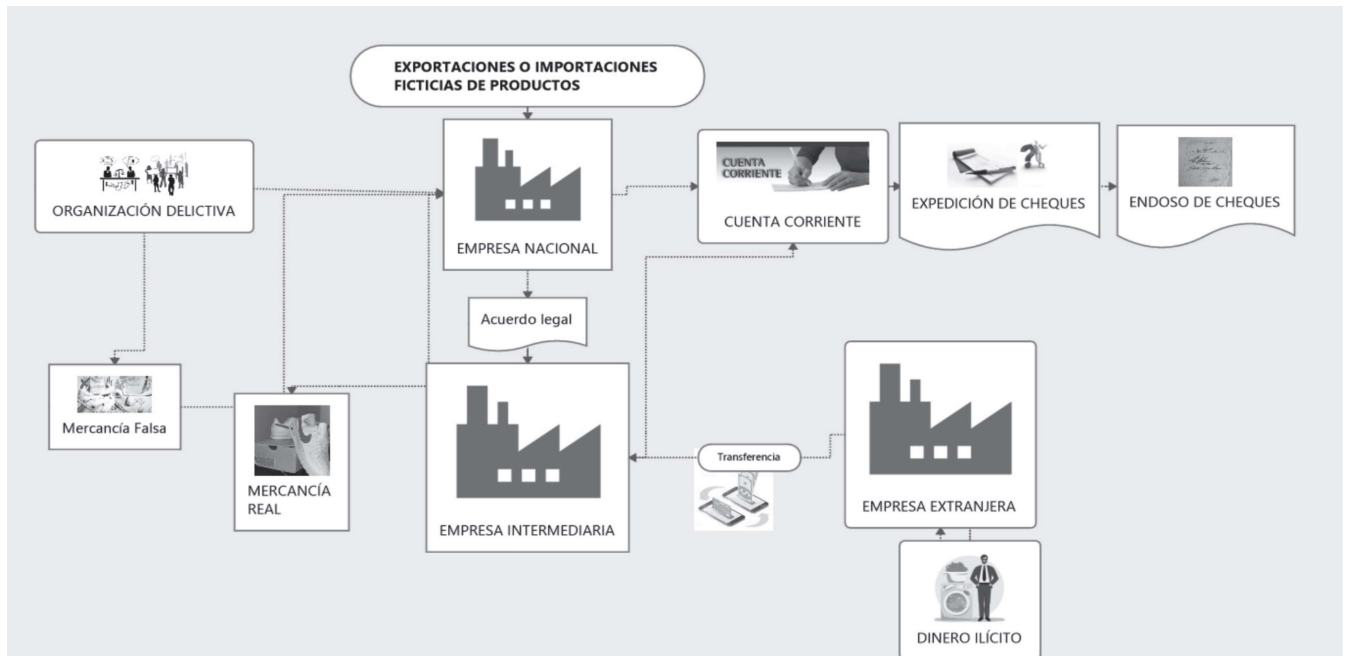 EXPORTACIONES O IMPORTACIONES
FICTICIAS DE PRODUCTOS
ORGANIZACIÓN DELICTIVA
EMPRESA NACIONAL
CUENTA
CORRIENTE
CUENTA CORRIENTE
EXPEDICIÓN DE CHEQUES
ENDOSO DE CHEQUES
Acuerdo legal
Mercancía Falsa
MERCANCÍA
REAL
EMPRESA INTERMEDIARIA
Transferencia
EMPRESA EXTRANJERA
DINERO ILÍCITO